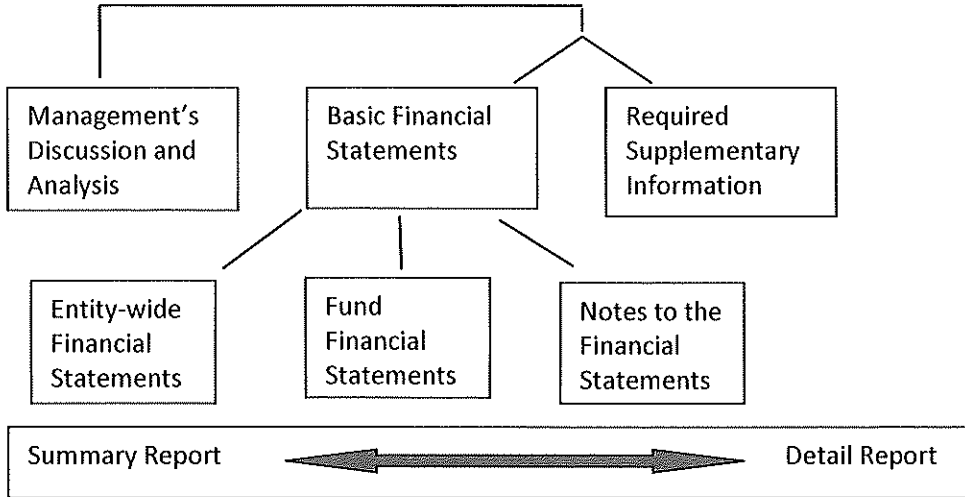 Management's
Discussion and
Analysis
Basic Financial
Statements
Required
Supplementary
Information
Entity-wide
Financial
Statements
Fund
Financial
Statements
Notes to the
Financial
Statements
Summary Report
Detail Report